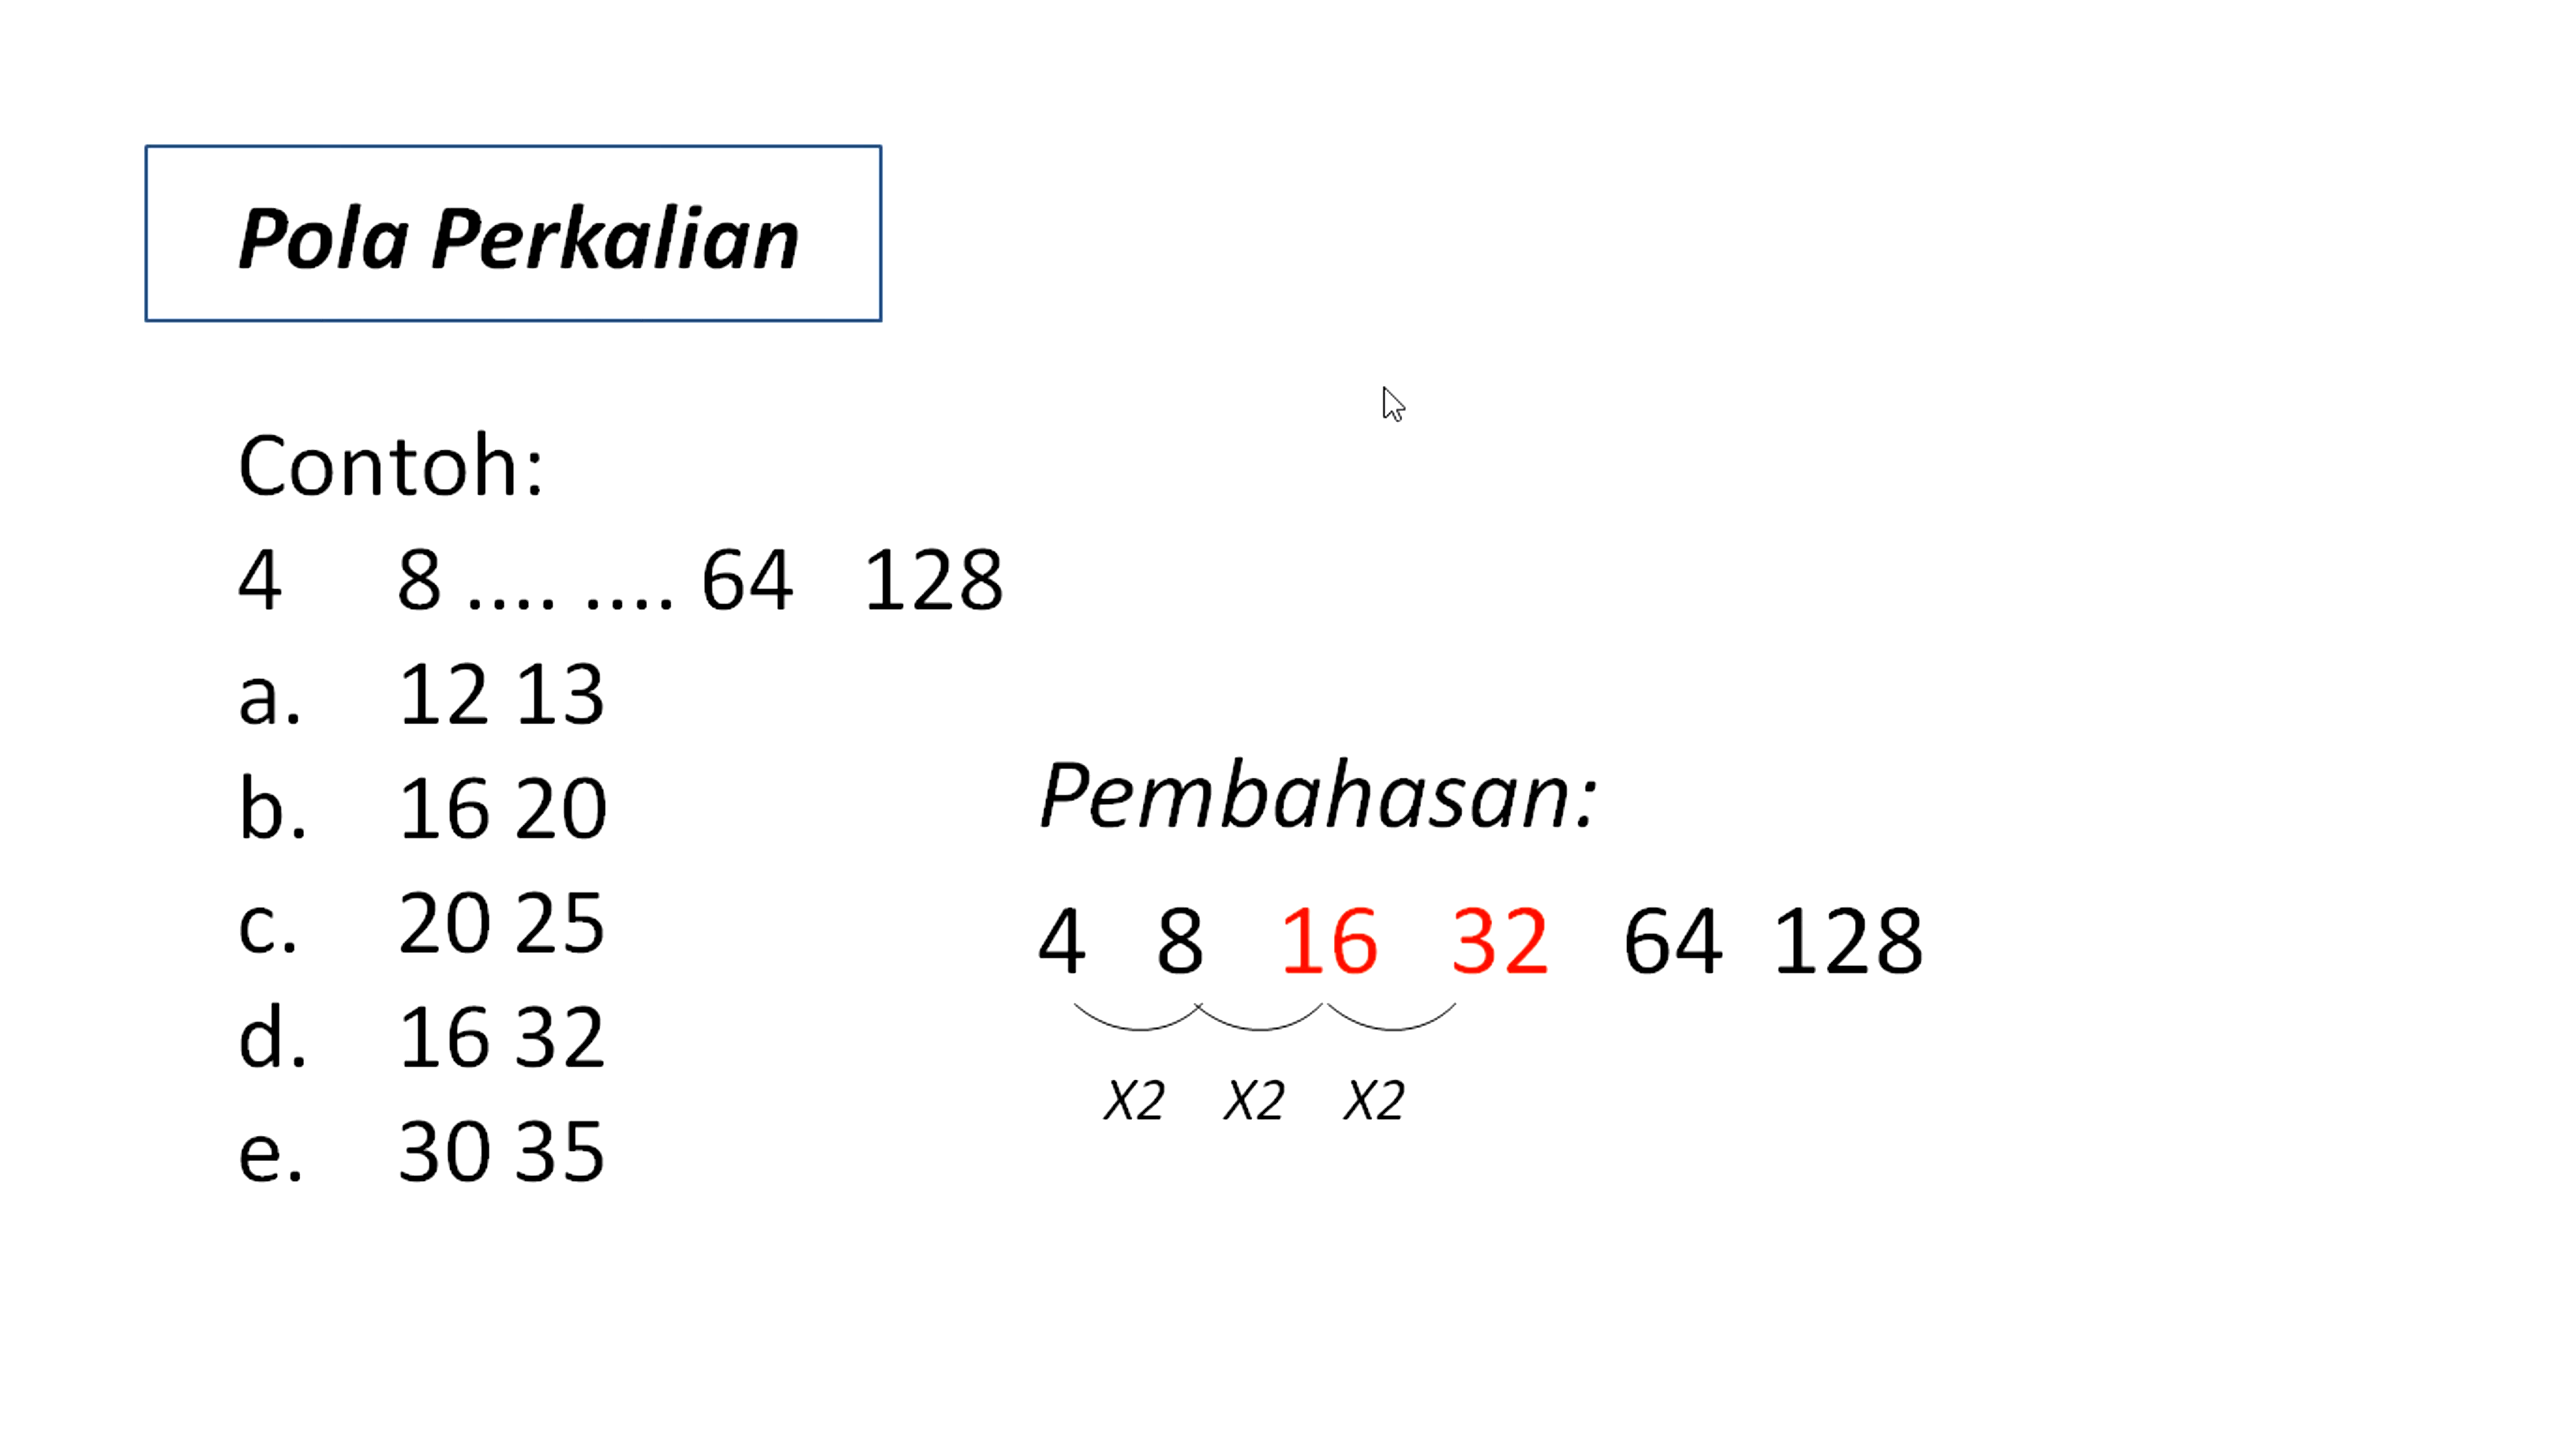 Pola Perkalian
Contoh:
4 8 .... .... 64 128
a. 12 13
b. 16 20
c. 20 25
d. 16 32
e. 30 35
Pembahasan:
4 8 16 32 64 128
X2 X2 X2